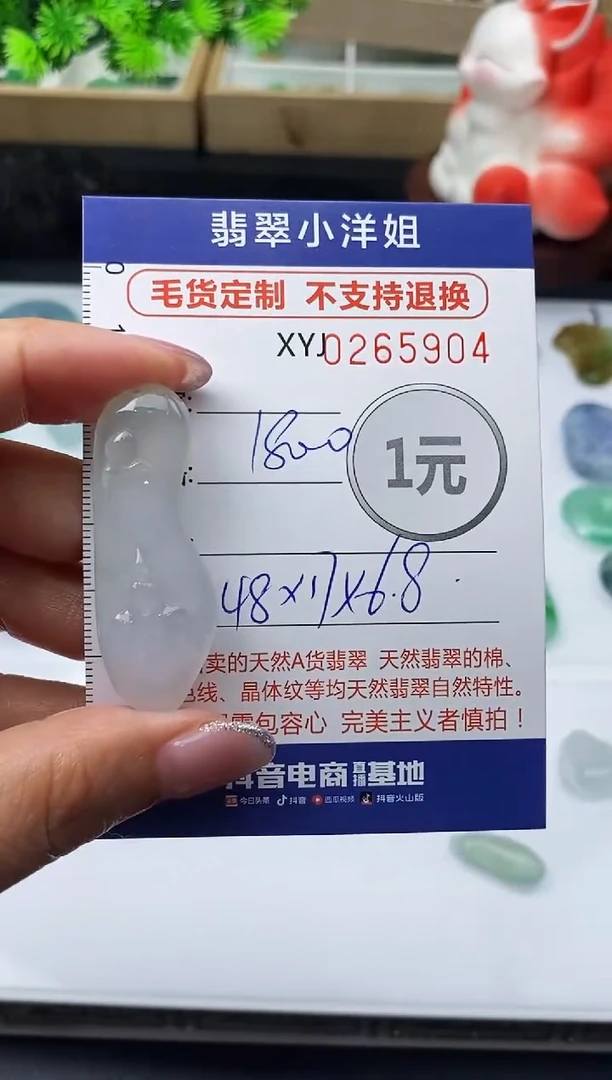 翡翠小洋姐
毛货定制 不支持退换
XYJ0265904
0
1800
1元
48×17×6.8
卖的天然A货翡翠 天然翡翠的棉、
色线、晶体纹等均天然翡翠自然特性。
需包容心 完美主义者慎拍！
抖音电商直播基地
今日头条 抖音 西瓜视频 抖音火山版